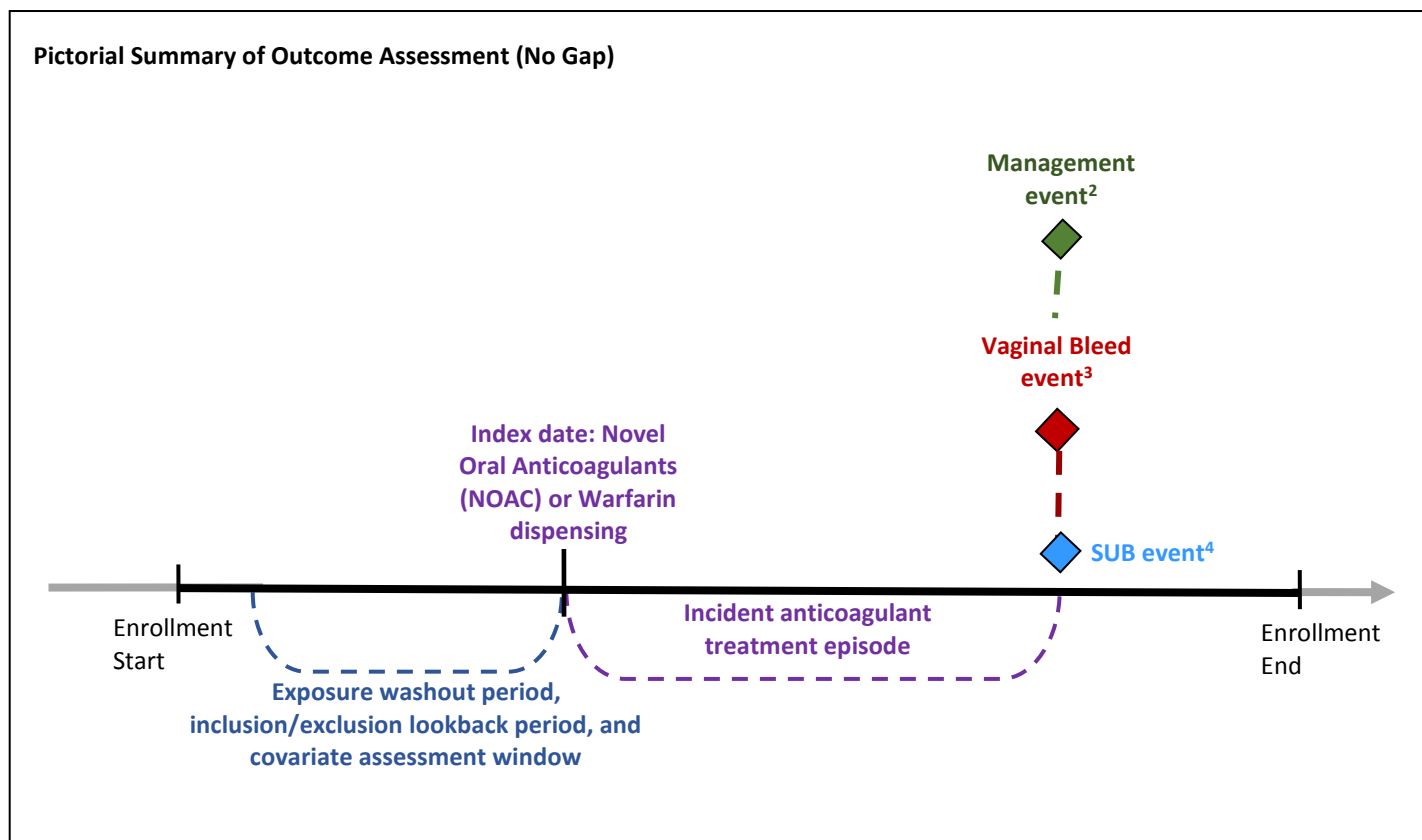 Pictorial Summary of Outcome Assessment (No Gap)
Management
event²
Vaginal Bleed
event³
Index date: Novel
Oral Anticoagulants
(NOAC) or Warfarin
dispensing
SUB event⁴
Enrollment
Start
Incident anticoagulant
treatment episode
Enrollment
End
Exposure washout period,
inclusion/exclusion lookback period, and
covariate assessment window